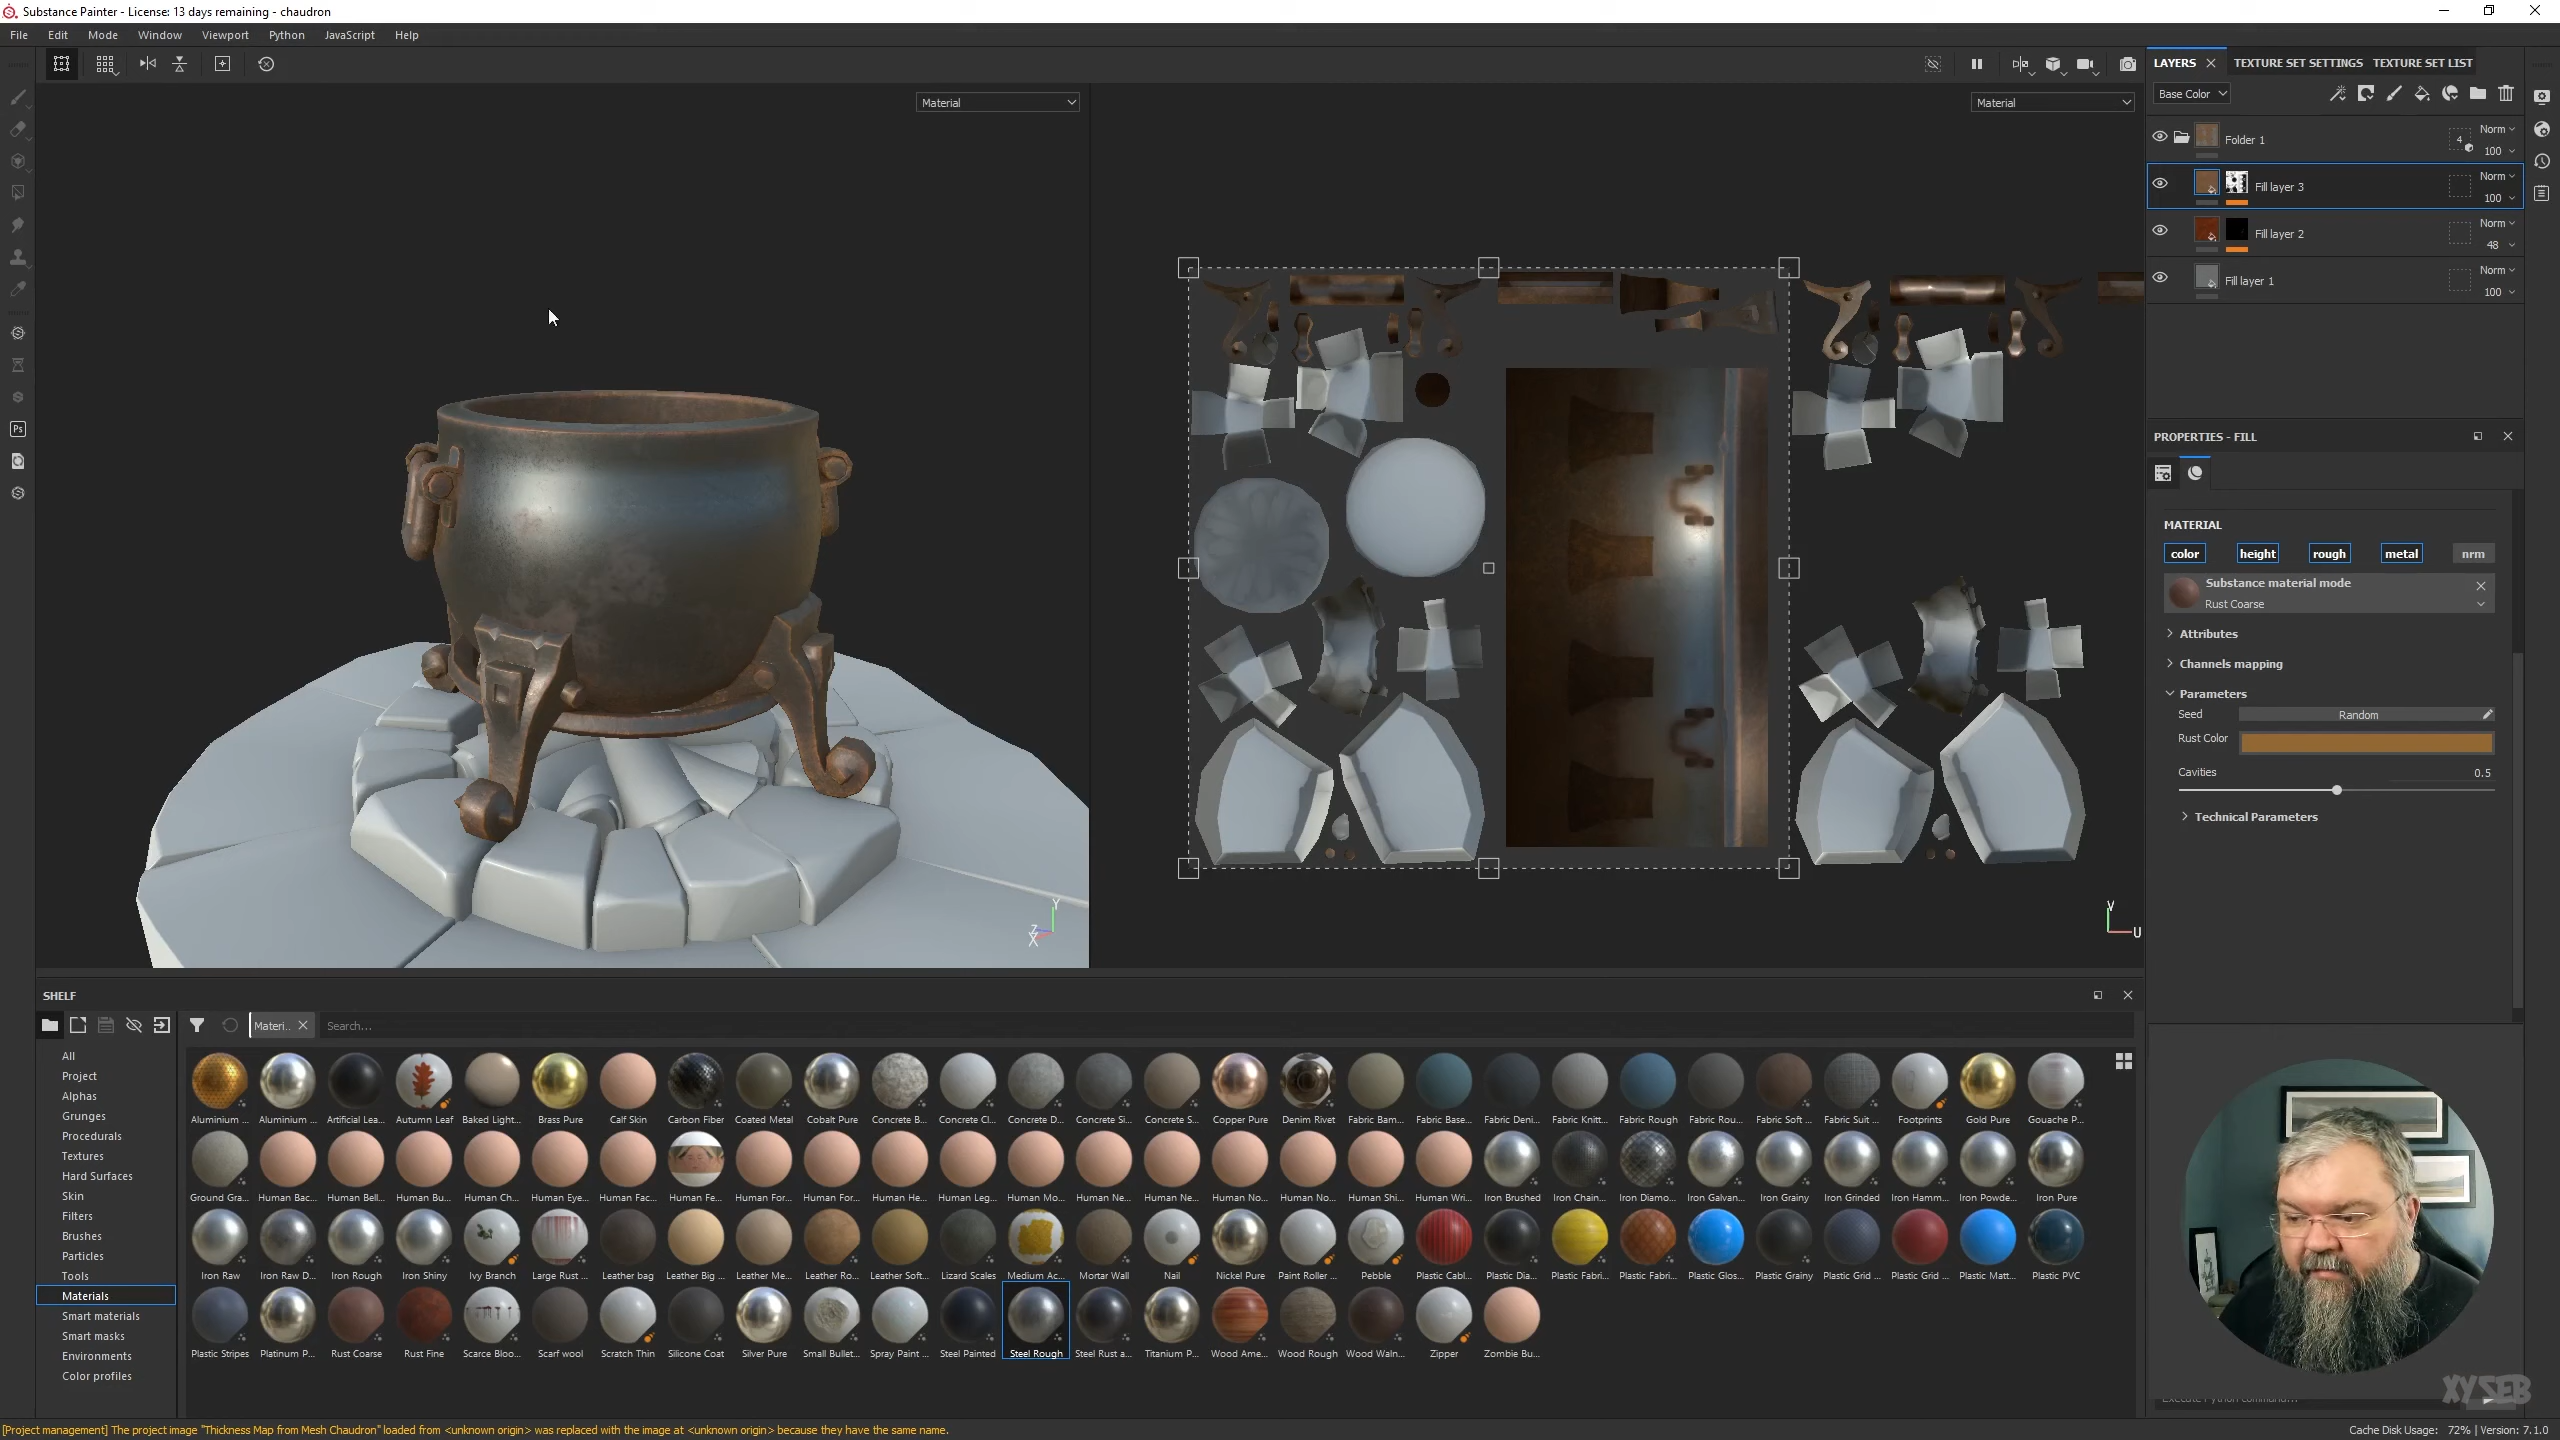 Substance Painter - License: 13 days remaining - chaudron
File Edit Mode Window Viewport Python JavaScript Help
Material
Material
LAYERS TEXTURE SET SETTINGS TEXTURE SET LIST
Base Color
Folder 1 4 Norm
100
Fill layer 3 Norm
100
Fill layer 2 Norm
48
Fill layer 1 Norm
100
Ps
PROPERTIES - FILL
MATERIAL
color height rough metal nrm
Substance material mode
Rust Coarse
Attributes
Channels mapping
Parameters
Seed Random
Rust Color
Cavities 0.5
Technical Parameters
Y
Z
X
V
U
SHELF
Materi.. Search...
All
Project
Alphas
Grunges
Procedurals
Textures
Hard Surfaces
Skin
Filters
Brushes
Particles
Tools
Materials
Smart materials
Smart masks
Environments
Color profiles
Aluminium ... Aluminium ... Artificial Lea... Autumn Leaf Baked Light... Brass Pure Calf Skin Carbon Fiber Coated Metal Cobalt Pure Concrete B... Concrete Cl... Concrete D... Concrete Si... Concrete S... Copper Pure Denim Rivet Fabric Bam... Fabric Base... Fabric Deni... Fabric Knitt... Fabric Rough Fabric Rou... Fabric Soft ... Fabric Suit ... Footprints Gold Pure Gouache P...
Ground Gra... Human Bac... Human Bell... Human Bu... Human Ch... Human Eye... Human Fac... Human Fe... Human For... Human For... Human He... Human Leg... Human Mo... Human Ne... Human Ne... Human No... Human No... Human Shi... Human Wri... Iron Brushed Iron Chain... Iron Diamo... Iron Galvan... Iron Grainy Iron Grinded Iron Hamm... Iron Powde... Iron Pure
Iron Raw Iron Raw D... Iron Rough Iron Shiny Ivy Branch Large Rust ... Leather bag Leather Big ... Leather Me... Leather Ro... Leather Soft... Lizard Scales Medium Ac... Mortar Wall Nail Nickel Pure Paint Roller ... Pebble Plastic Cabl... Plastic Dia... Plastic Fabri... Plastic Fabri... Plastic Glos... Plastic Grainy Plastic Grid ... Plastic Grid ... Plastic Matt... Plastic PVC
Plastic Stripes Platinum P... Rust Coarse Rust Fine Scarce Bloo... Scarf wool Scratch Thin Silicone Coat Silver Pure Small Bullet... Spray Paint ... Steel Painted Steel Rough Steel Rust a... Titanium P... Wood Ame... Wood Rough Wood Waln... Zipper Zombie Bu...
XYSEB
[Project management] The project image "Thickness Map from Mesh Chaudron" loaded from <unknown origin> was replaced with the image at <unknown origin> because they have the same name.
Cache Disk Usage: 72% | Version: 7.1.0